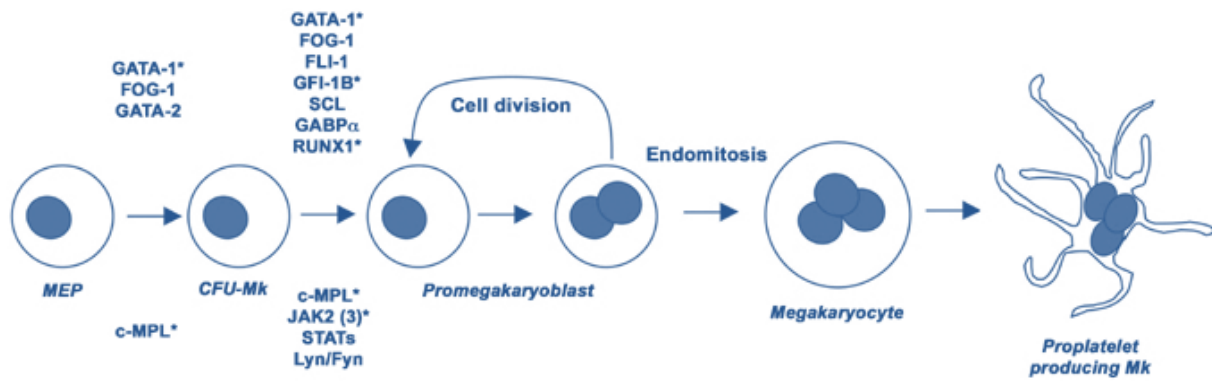 GATA-1*
FOG-1
GATA-2
GATA-1*
FOG-1
FLI-1
GFI-1B*
SCL
GABPα
RUNX1*
Cell division
Endomitosis
MEP
CFU-Mk
Promegakaryoblast
Megakaryocyte
Proplatelet
producing Mk
c-MPL*
c-MPL*
JAK2 (3)*
STATs
Lyn/Fyn